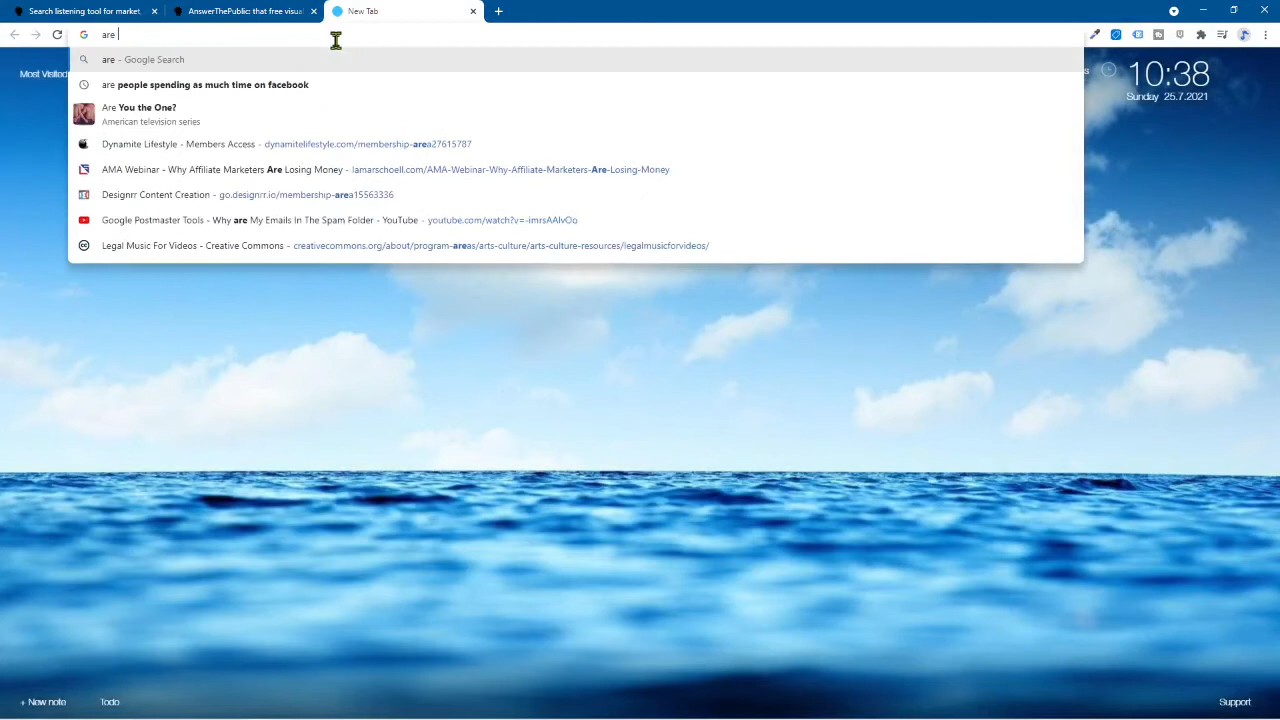 Search listening tool for market,
AnswerThePublic: that free visua
New Tab
are
are - Google Search
are people spending as much time on facebook
Are You the One?
American television series
Dynamite Lifestyle - Members Access - dynamitelifestyle.com/membership-area27615787
AMA Webinar - Why Affiliate Marketers Are Losing Money - lamarschoell.com/AMA-Webinar-Why-Affiliate-Marketers-Are-Losing-Money
Designrr Content Creation - go.designrr.io/membership-area15563336
Google Postmaster Tools - Why are My Emails In The Spam Folder - YouTube - youtube.com/watch?v=-imrsAAlvOo
Legal Music For Videos - Creative Commons - creativecommons.org/about/program-areas/arts-culture/arts-culture-resources/legalmusicforvideos/
Most Visited
10:38
Sunday 25.7.2021
+ New note
Todo
Support